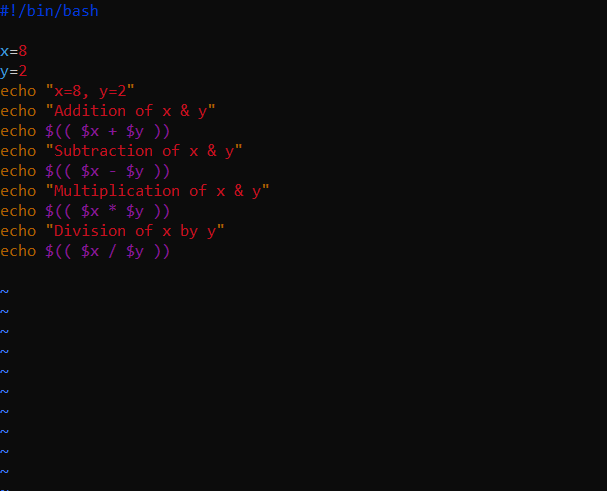 #!/bin/bash

x=8
y=2
echo "x=8, y=2"
echo "Addition of x & y"
echo $(( $x + $y ))
echo "Subtraction of x & y"
echo $(( $x - $y ))
echo "Multiplication of x & y"
echo $(( $x * $y ))
echo "Division of x by y"
echo $(( $x / $y ))

~
~
~
~
~
~
~
~
~
~
~